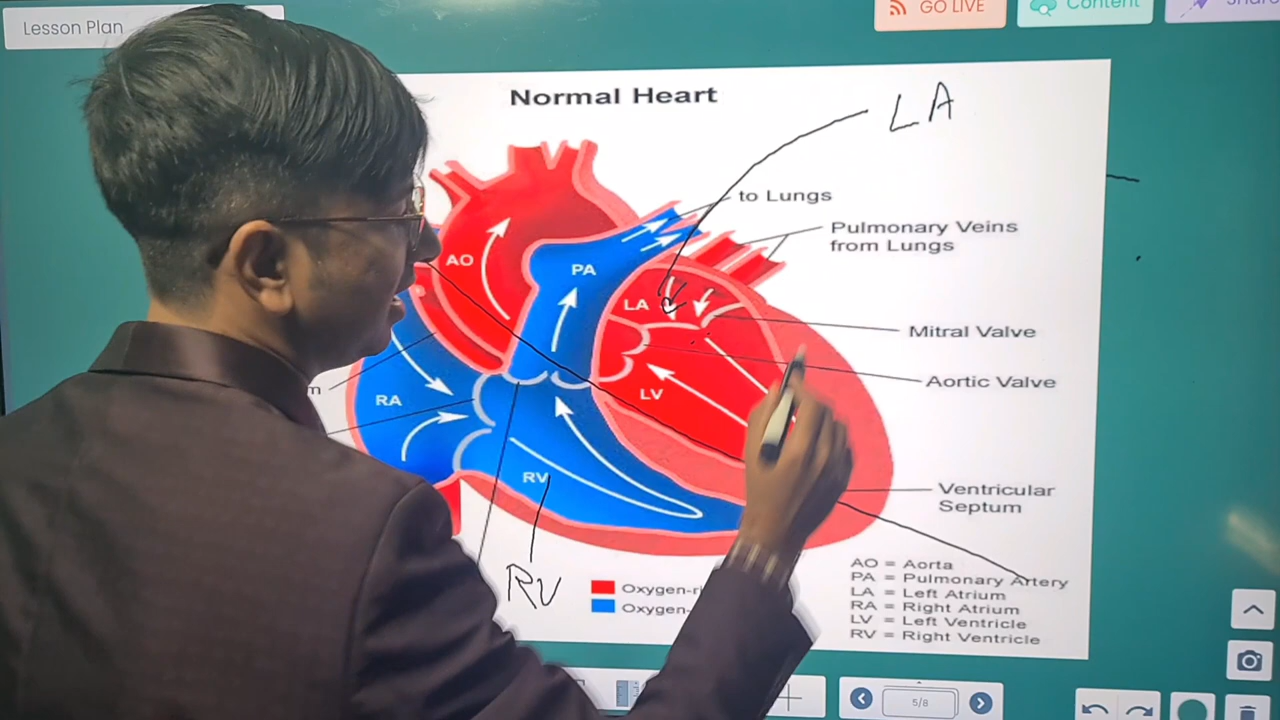 Lesson Plan
GO LIVE
Content
Share
Normal Heart
LA
to Lungs
Pulmonary Veins
from Lungs
AO
PA
LA
Mitral Valve
Aortic Valve
RA
LV
RV
Ventricular
Septum
RV
AO = Aorta
PA = Pulmonary Artery
LA = Left Atrium
RA = Right Atrium
LV = Left Ventricle
RV = Right Ventricle
5/8